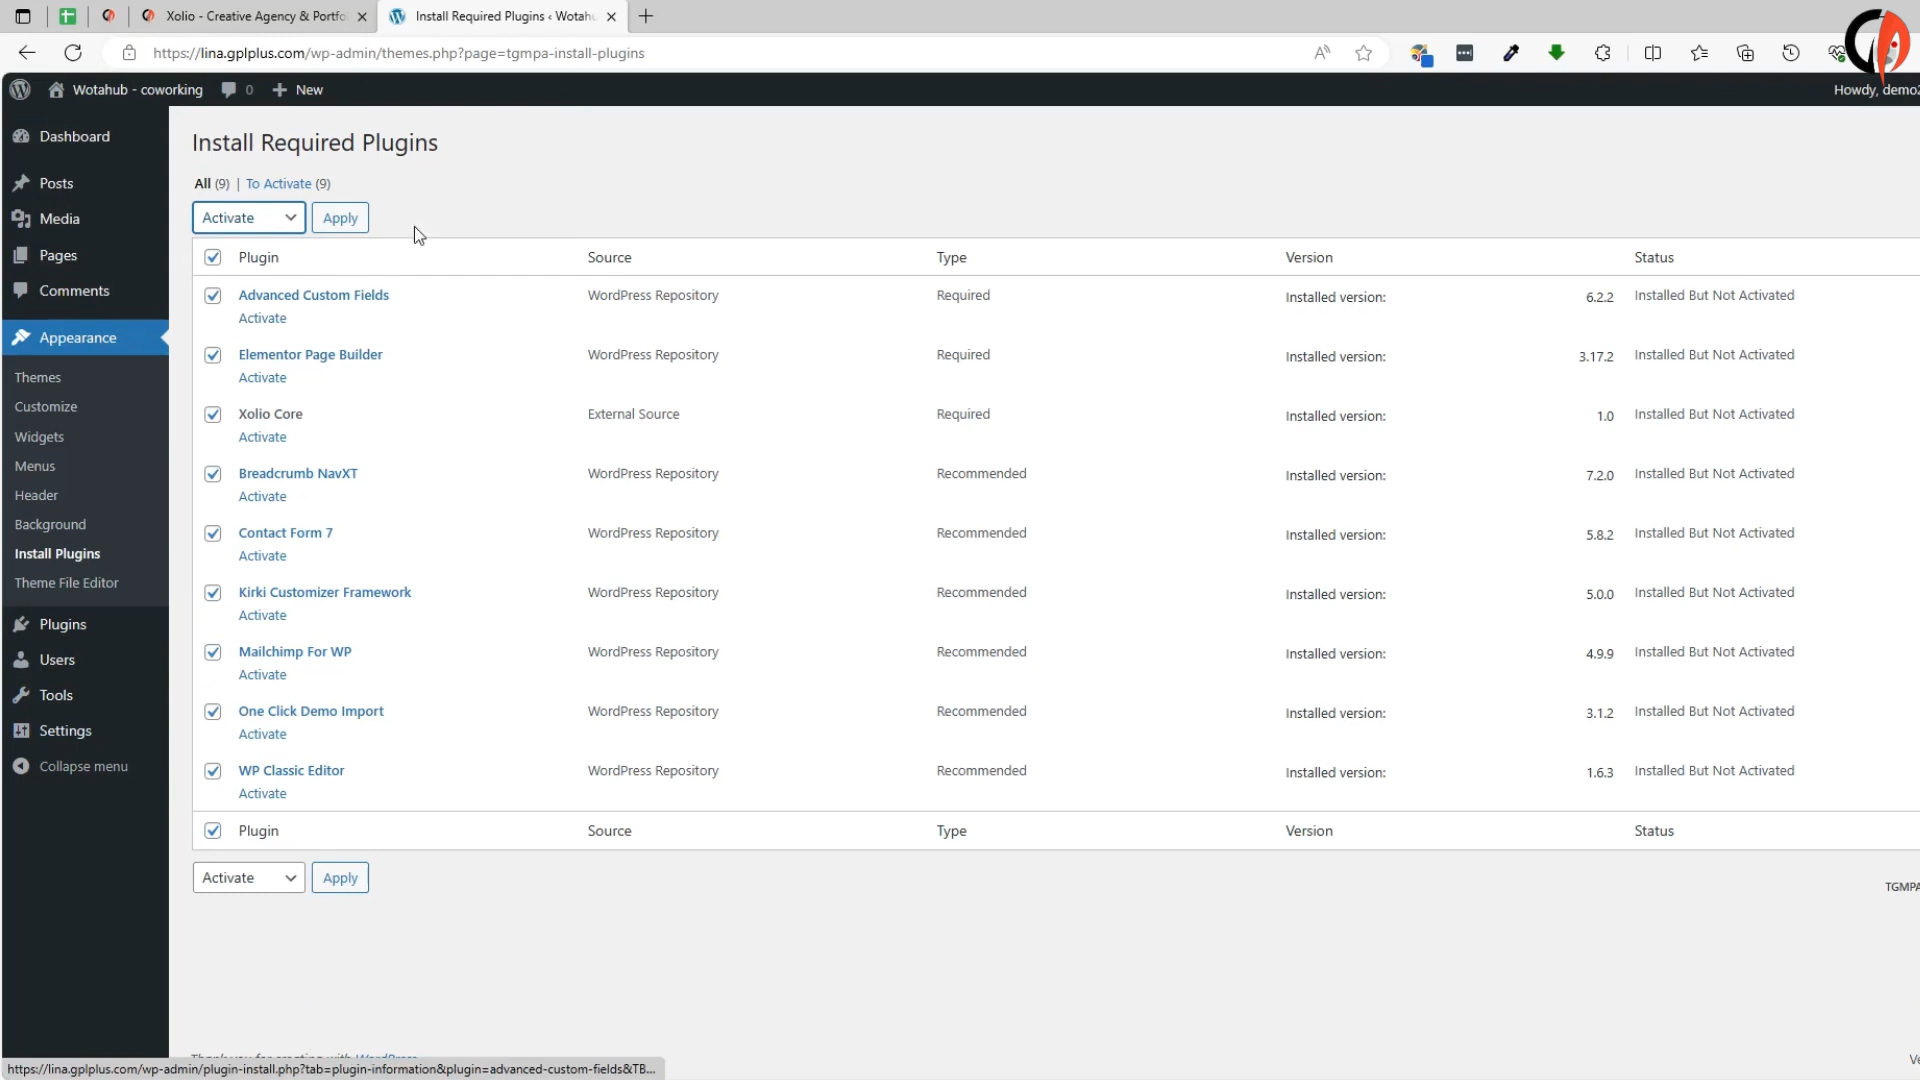 Xolio - Creative Agency & Portfo
Install Required Plugins ‹ Wotahu
https://lina.gplplus.com/wp-admin/themes.php?page=tgmpa-install-plugins
Wotahub - coworking
0
New
Howdy, demo2
Dashboard
Posts
Media
Pages
Comments
Appearance
Themes
Customize
Widgets
Menus
Header
Background
Install Plugins
Theme File Editor
Plugins
Users
Tools
Settings
Collapse menu
Install Required Plugins
All (9) | To Activate (9)
Activate Apply
Plugin Source Type Version Status
Advanced Custom Fields WordPress Repository Required Installed version: 6.2.2 Installed But Not Activated
Activate
Elementor Page Builder WordPress Repository Required Installed version: 3.17.2 Installed But Not Activated
Activate
Xolio Core External Source Required Installed version: 1.0 Installed But Not Activated
Activate
Breadcrumb NavXT WordPress Repository Recommended Installed version: 7.2.0 Installed But Not Activated
Activate
Contact Form 7 WordPress Repository Recommended Installed version: 5.8.2 Installed But Not Activated
Activate
Kirki Customizer Framework WordPress Repository Recommended Installed version: 5.0.0 Installed But Not Activated
Activate
Mailchimp For WP WordPress Repository Recommended Installed version: 4.9.9 Installed But Not Activated
Activate
One Click Demo Import WordPress Repository Recommended Installed version: 3.1.2 Installed But Not Activated
Activate
WP Classic Editor WordPress Repository Recommended Installed version: 1.6.3 Installed But Not Activated
Activate
Plugin Source Type Version Status
Activate Apply
TGMPA
Thank you for creating with WordPress
Ve
https://lina.gplplus.com/wp-admin/plugin-install.php?tab=plugin-information&plugin=advanced-custom-fields&TB...